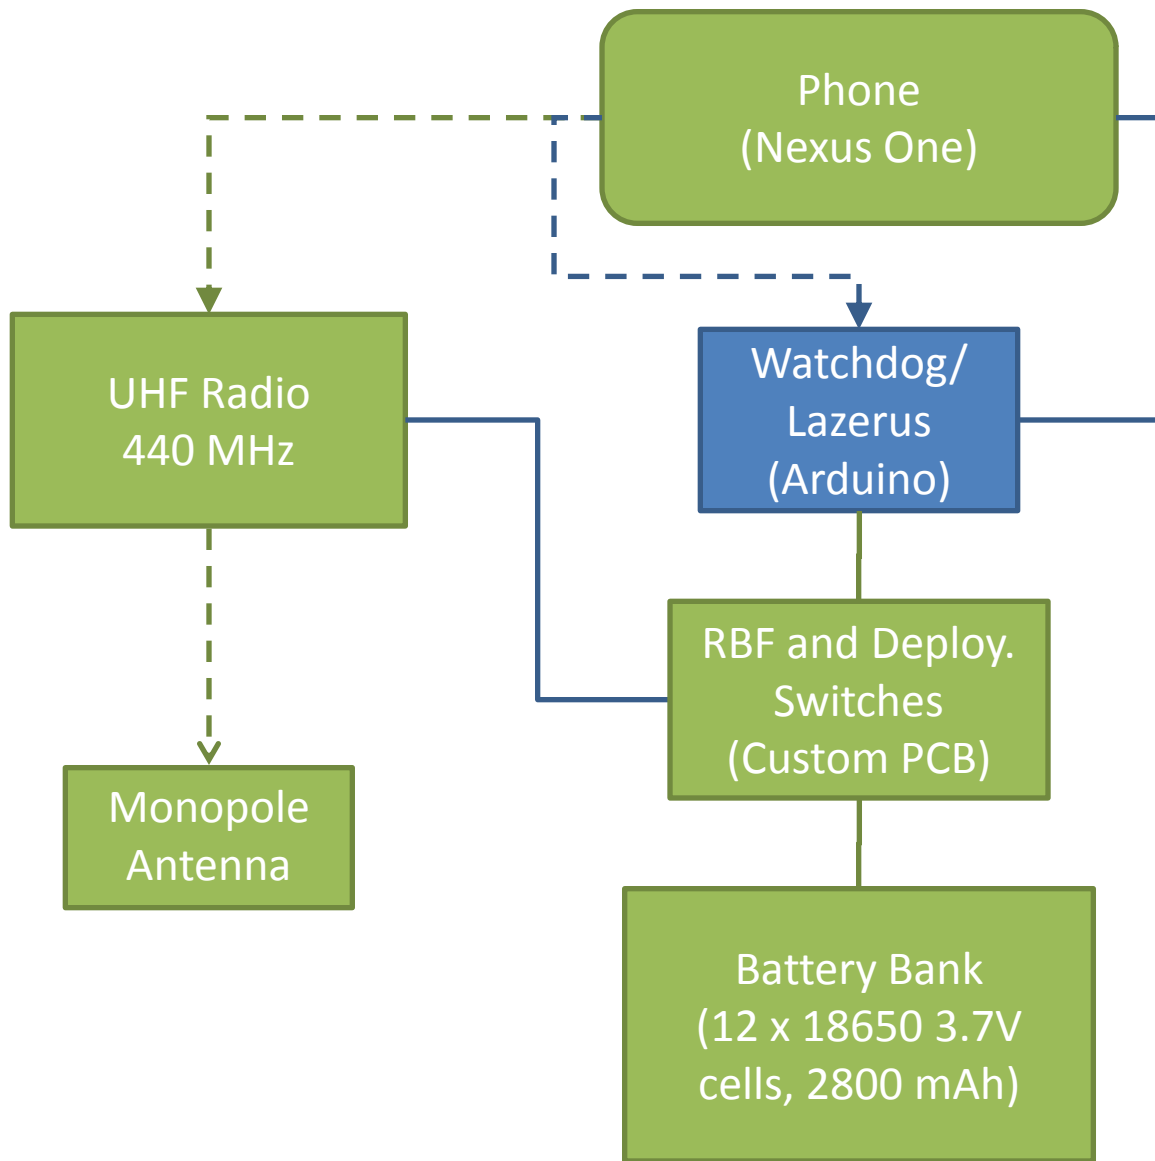 Phone
(Nexus One)
UHF Radio
440 MHz
Watchdog/
Lazerus
(Arduino)
RBF and Deploy.
Switches
(Custom PCB)
Monopole
Antenna
Battery Bank
(12 x 18650 3.7V
cells, 2800 mAh)